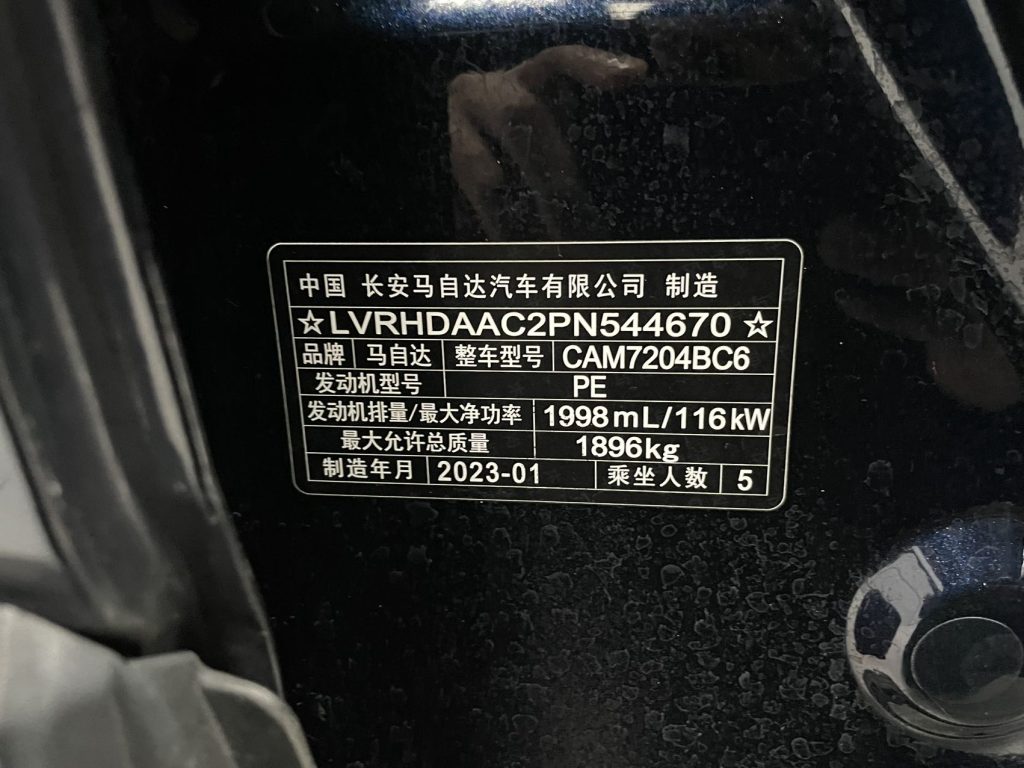 中国 长安马自达汽车有限公司 制造
☆LVRHDAAC2PN544670☆
品牌 马自达 整车型号 CAM7204BC6
发动机型号 PE
发动机排量/最大净功率 1998mL/116kW
最大允许总质量 1896kg
制造年月 2023-01 乘坐人数 5